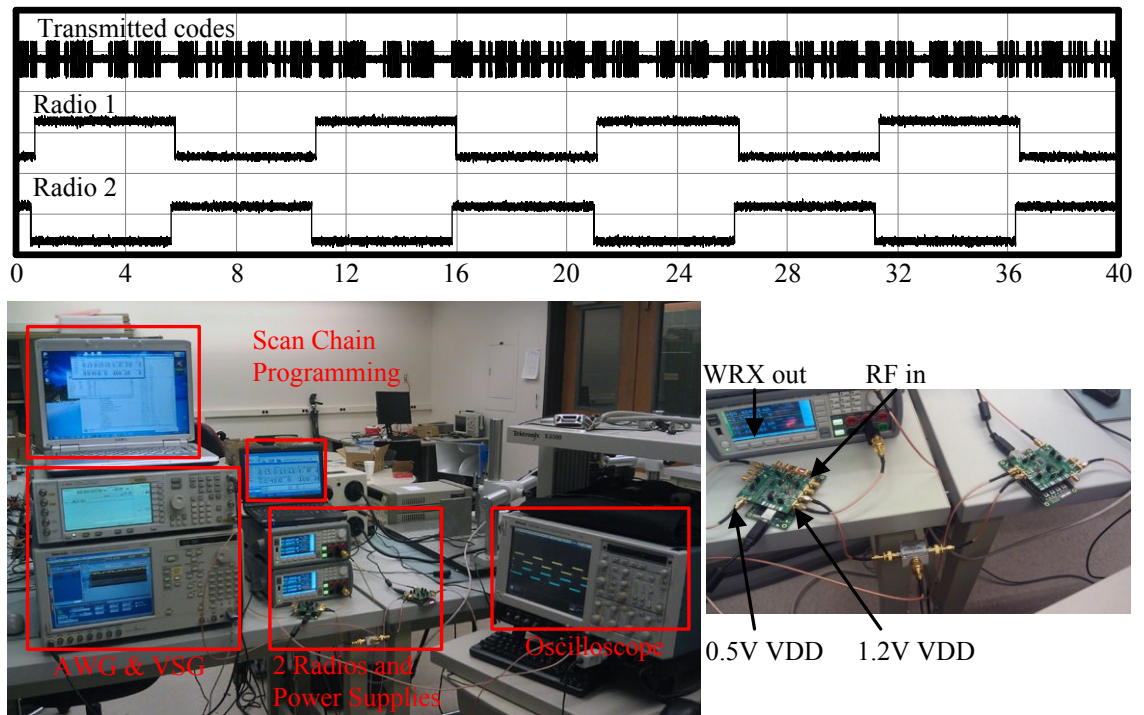 Transmitted codes
Radio 1
Radio 2
0 4 8 12 16 20 24 28 32 36 40
Scan Chain
Programming
AWG & VSG
2 Radios and
Power Supplies
Oscilloscope
Tektronix
WRX out RF in
0.5V VDD 1.2V VDD